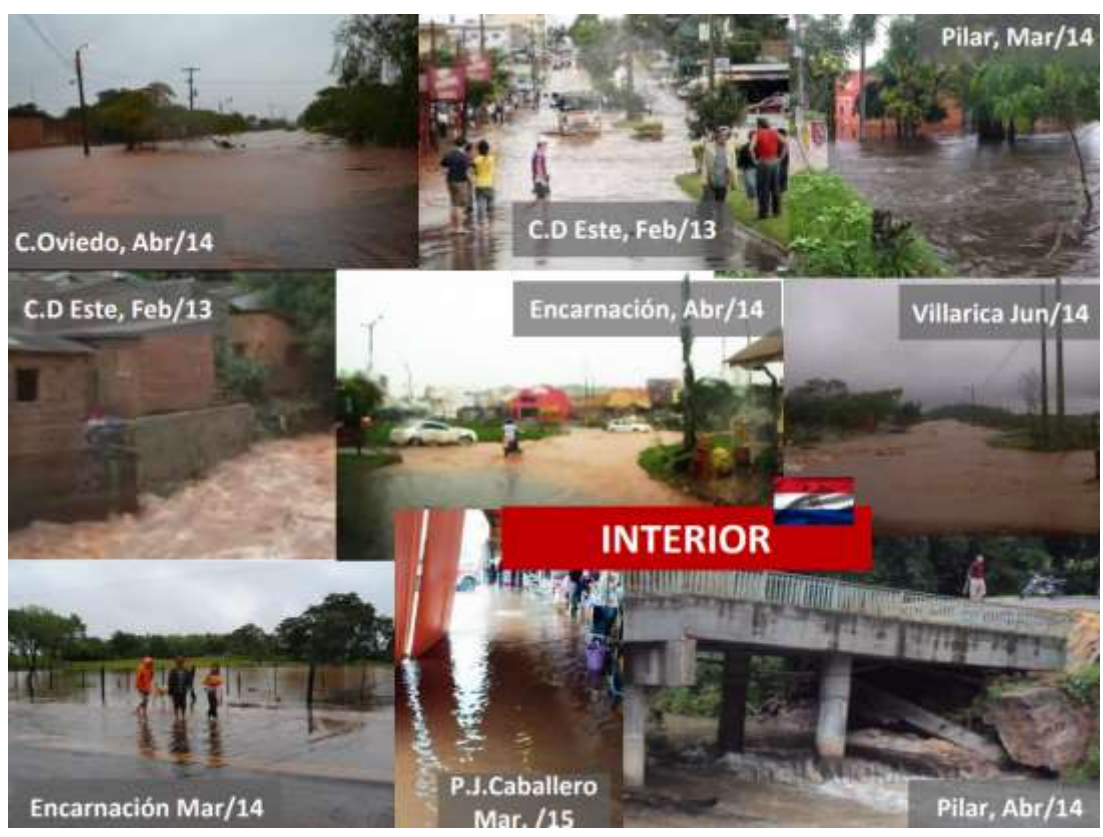 Pilar, Mar/14
C.Oviedo, Abr/14
C.D Este, Feb/13
C.D Este, Feb/13
Encarnación, Abr/14
Villarica Jun/14
INTERIOR
Encarnación Mar/14
P.J.Caballero
Mar, /15
Pilar, Abr/14